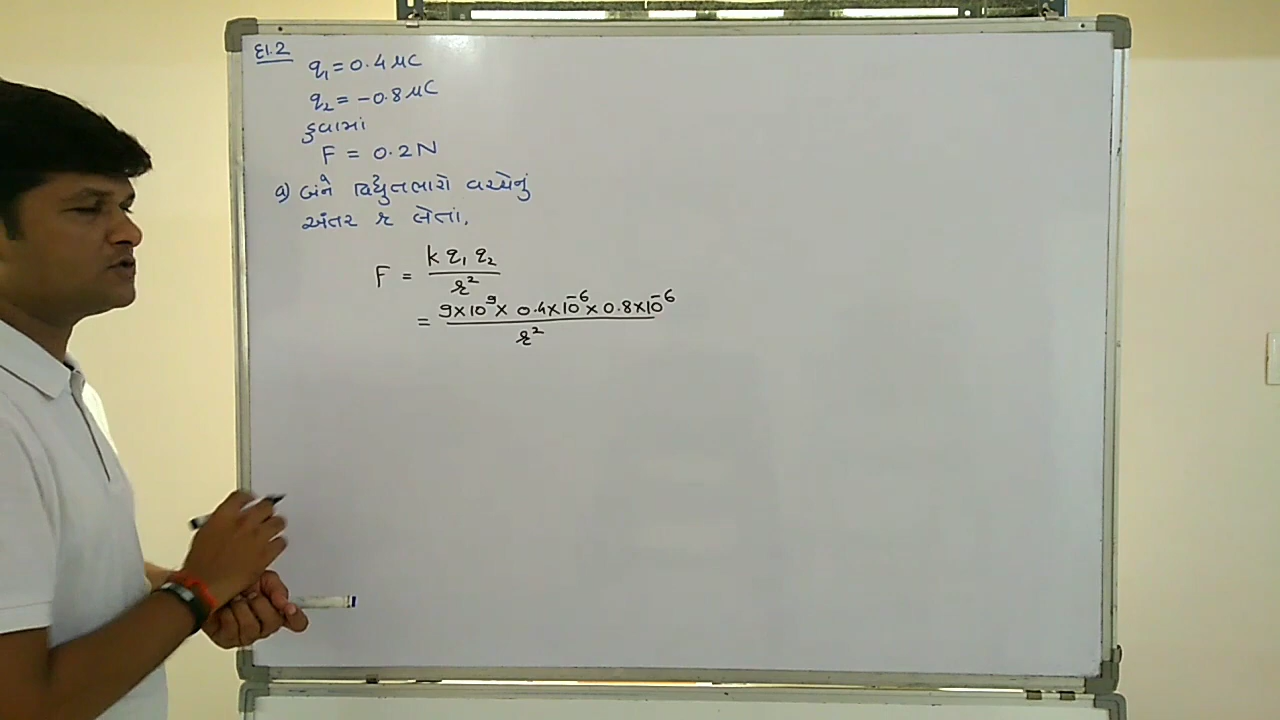 દા.2
q₁ = 0.4 μC
q₂ = -0.8 μC
હવામાં
F = 0.2 N
a) બંને વિદ્યુતભારો વચ્ચેનું
અંતર r લેતાં,
F = k q₁ q₂ / r²
= 9×10⁹ × 0.4×10⁻⁶ × 0.8×10⁻⁶ / r²